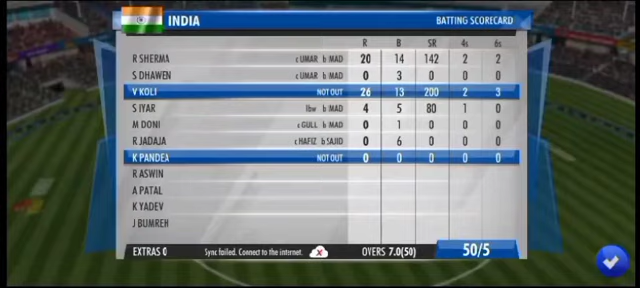 INDIA BATTING SCORECARD
R B SR 4s 6s
R SHERMA c UMAR b MAD 20 14 142 2 2
S DHAWEN c UMAR b MAD 0 3 0 0 0
V KOLI NOT OUT 26 13 200 2 3
S IYAR lbw b MAD 4 5 80 1 0
M DONI c GULL b MAD 0 1 0 0 0
R JADAJA c HAFIZ b SAJID 0 6 0 0 0
K PANDEA NOT OUT 0 0 0 0 0
R ASWIN
A PATAL
K YADEV
J BUMREH
EXTRAS 0 Sync failed. Connect to the internet. OVERS 7.0(50) 50/5